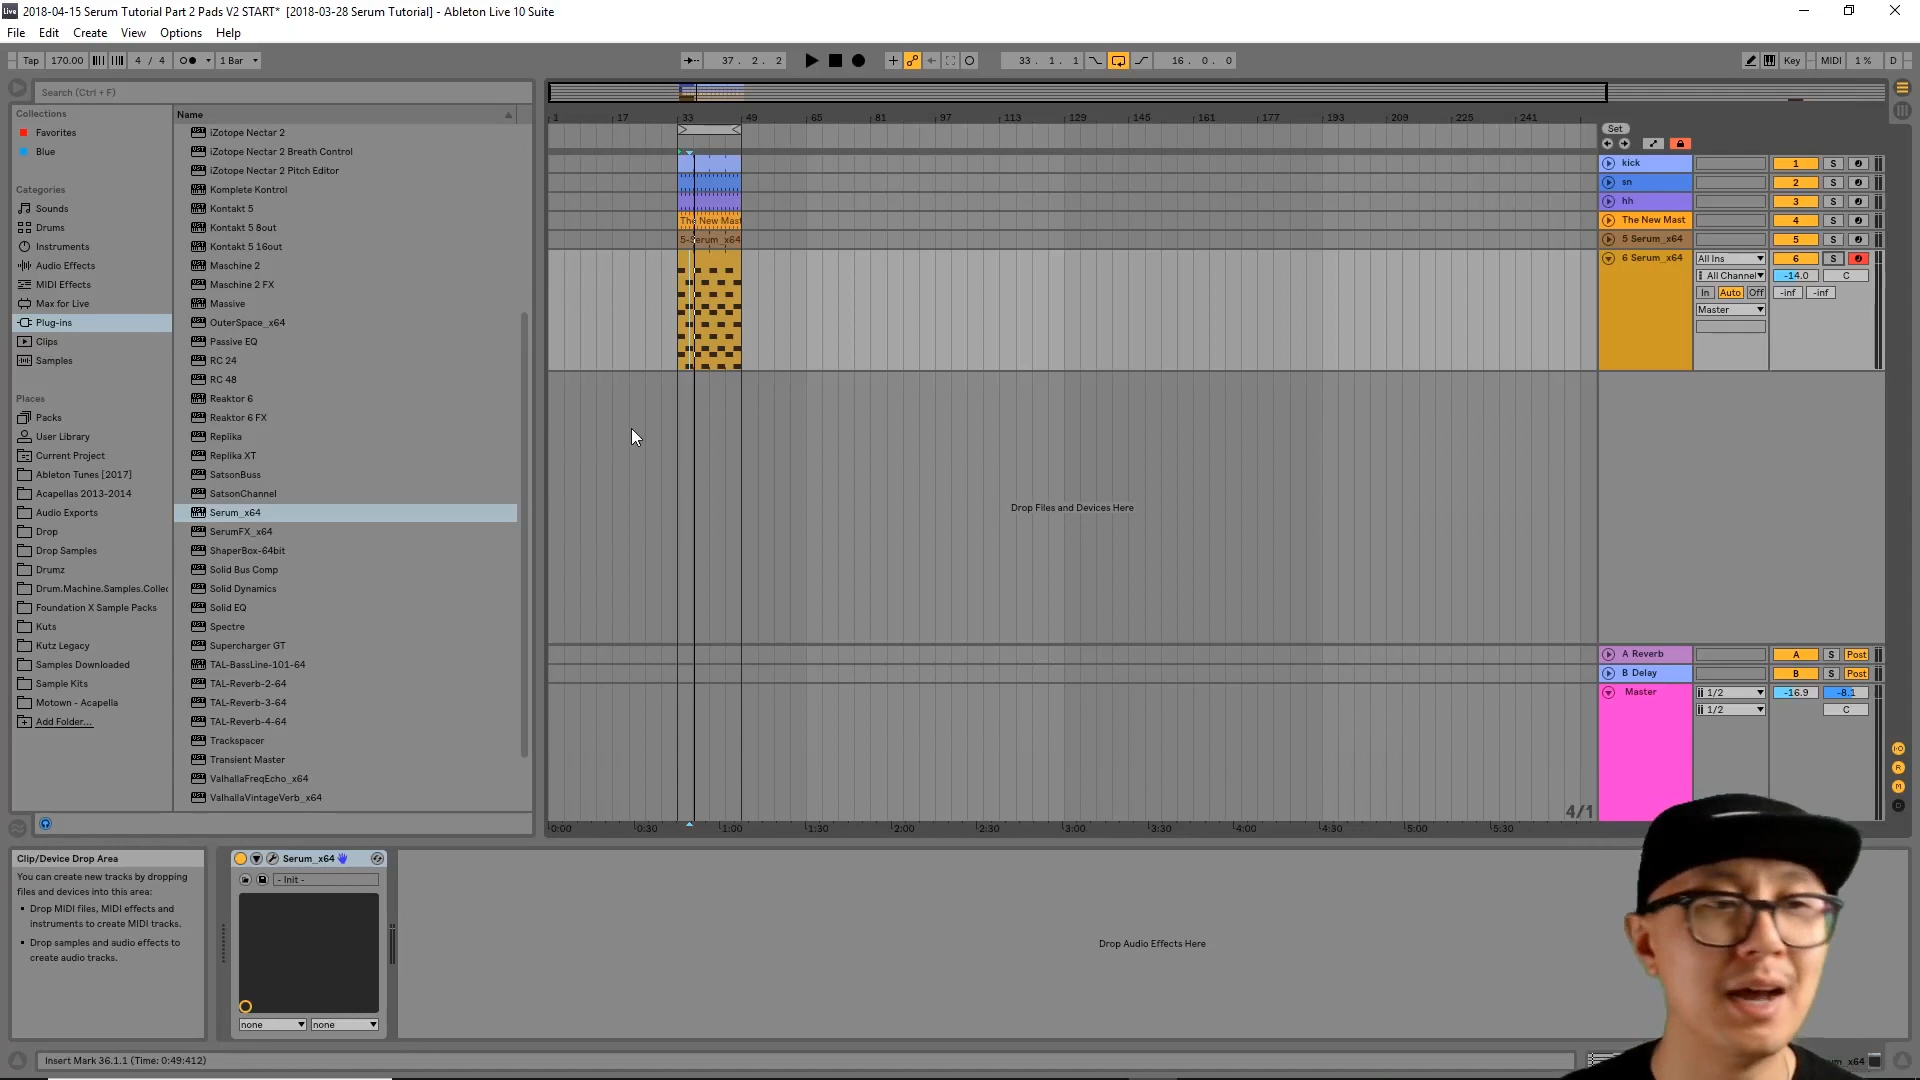 Live 2018-04-15 Serum Tutorial Part 2 Pads V2 START* [2018-03-28 Serum Tutorial] - Ableton Live 10 Suite
File Edit Create View Options Help
Tap 170.00 4 / 4 1 Bar 37. 2. 2 33. 1. 1 16. 0. 0 Key MIDI 1 % D
Search (Ctrl + F)
Collections
Favorites
Blue
Categories
Sounds
Drums
Instruments
Audio Effects
MIDI Effects
Max for Live
Plug-ins
Clips
Samples
Places
Packs
User Library
Current Project
Ableton Tunes [2017]
Acapellas 2013-2014
Audio Exports
Drop
Drop Samples
Drumz
Drum.Machine.Samples.Collec
Foundation X Sample Packs
Kuts
Kutz Legacy
Samples Downloaded
Sample Kits
Motown - Acapella
Add Folder...
Name
iZotope Nectar 2
iZotope Nectar 2 Breath Control
iZotope Nectar 2 Pitch Editor
Komplete Kontrol
Kontakt 5
Kontakt 5 8out
Kontakt 5 16out
Maschine 2
Maschine 2 FX
Massive
OuterSpace_x64
Passive EQ
RC 24
RC 48
Reaktor 6
Reaktor 6 FX
Replika
Replika XT
SatsonBuss
SatsonChannel
Serum_x64
SerumFX_x64
ShaperBox-64bit
Solid Bus Comp
Solid Dynamics
Solid EQ
Spectre
Supercharger GT
TAL-BassLine-101-64
TAL-Reverb-2-64
TAL-Reverb-3-64
TAL-Reverb-4-64
Trackspacer
Transient Master
ValhallaFreqEcho_x64
ValhallaVintageVerb_x64
1 17 33 49 65 81 97 113 129 145 161 177 193 209 225 241
Set
The New Mast
5-Serum_x64
kick 1 S
sn 2 S
hh 3 S
The New Mast 4 S
5 Serum_x64 5 S
6 Serum_x64 All Ins 6 S
All Channel -14.0 C
In Auto Off -inf -inf
Master
Drop Files and Devices Here
A Reverb A S Post
B Delay B S Post
Master 1/2 -16.9 -8.1
1/2 C
4/1
0:00 0:30 1:00 1:30 2:00 2:30 3:00 3:30 4:00 4:30 5:00 5:30
I·O
R
M
D
Clip/Device Drop Area
You can create new tracks by dropping
files and devices into this area:
Drop MIDI files, MIDI effects and
instruments to create MIDI tracks.
Drop samples and audio effects to
create audio tracks.
Serum_x64
- Init -
none none
Drop Audio Effects Here
Insert Mark 36.1.1 (Time: 0:49:412)